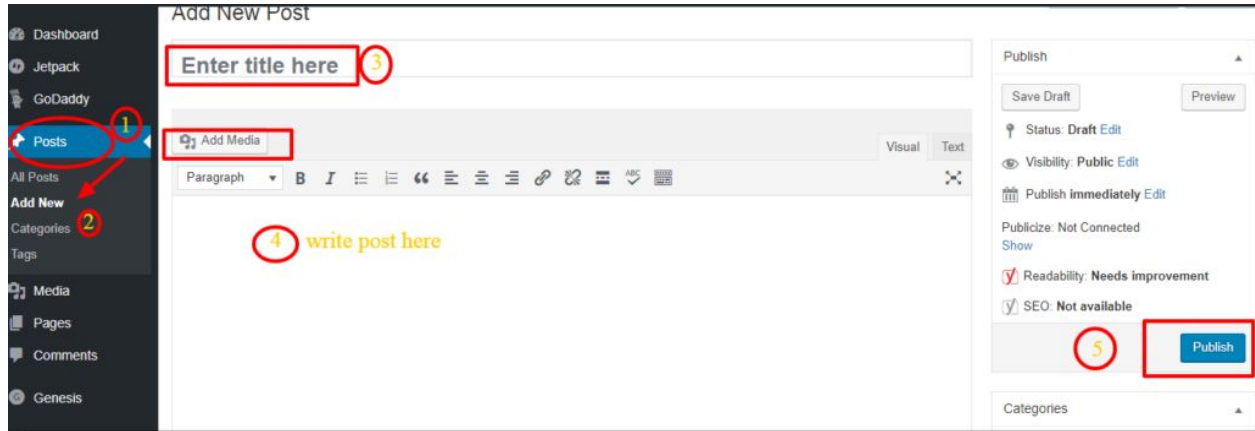 Add New Post
Dashboard
Jetpack
GoDaddy
Posts
1
All Posts
Add New
2
Categories
Tags
Media
Pages
Comments
Genesis
Enter title here
3
Add Media
Visual
Text
Paragraph
B I
ABC
4 write post here
Publish
Save Draft
Preview
Status: Draft Edit
Visibility: Public Edit
Publish immediately Edit
Publicize: Not Connected
Show
Readability: Needs improvement
SEO: Not available
5
Publish
Categories